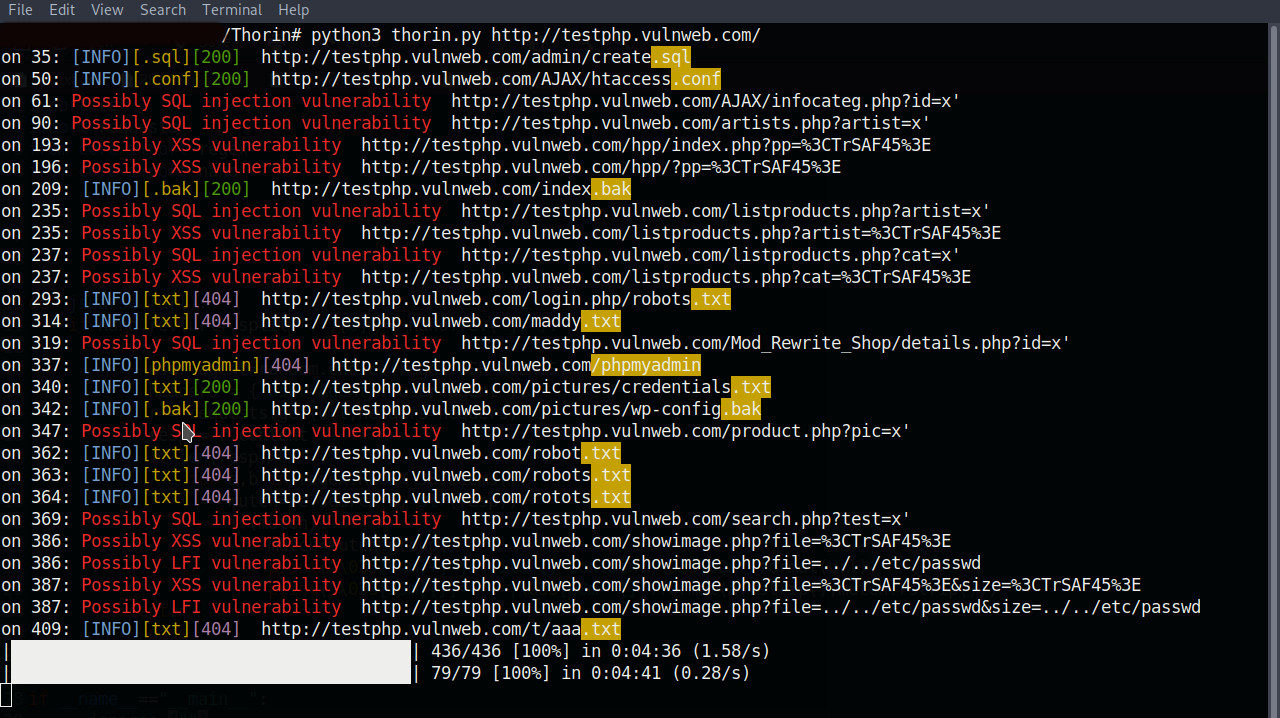 File Edit View Search Terminal Help
/Thorin# python3 thorin.py http://testphp.vulnweb.com/
on 35: [INFO][.sql][200] http://testphp.vulnweb.com/admin/create.sql
on 50: [INFO][.conf][200] http://testphp.vulnweb.com/AJAX/htaccess.conf
on 61: Possibly SQL injection vulnerability http://testphp.vulnweb.com/AJAX/infocateg.php?id=x'
on 90: Possibly SQL injection vulnerability http://testphp.vulnweb.com/artists.php?artist=x'
on 193: Possibly XSS vulnerability http://testphp.vulnweb.com/hpp/index.php?pp=%3CTrSAF45%3E
on 196: Possibly XSS vulnerability http://testphp.vulnweb.com/hpp/?pp=%3CTrSAF45%3E
on 209: [INFO][.bak][200] http://testphp.vulnweb.com/index.bak
on 235: Possibly SQL injection vulnerability http://testphp.vulnweb.com/listproducts.php?artist=x'
on 235: Possibly XSS vulnerability http://testphp.vulnweb.com/listproducts.php?artist=%3CTrSAF45%3E
on 237: Possibly SQL injection vulnerability http://testphp.vulnweb.com/listproducts.php?cat=x'
on 237: Possibly XSS vulnerability http://testphp.vulnweb.com/listproducts.php?cat=%3CTrSAF45%3E
on 293: [INFO][txt][404] http://testphp.vulnweb.com/login.php/robots.txt
on 314: [INFO][txt][404] http://testphp.vulnweb.com/maddy.txt
on 319: Possibly SQL injection vulnerability http://testphp.vulnweb.com/Mod_Rewrite_Shop/details.php?id=x'
on 337: [INFO][phpmyadmin][404] http://testphp.vulnweb.com/phpmyadmin
on 340: [INFO][txt][200] http://testphp.vulnweb.com/pictures/credentials.txt
on 342: [INFO][.bak][200] http://testphp.vulnweb.com/pictures/wp-config.bak
on 347: Possibly SQL injection vulnerability http://testphp.vulnweb.com/product.php?pic=x'
on 362: [INFO][txt][404] http://testphp.vulnweb.com/robot.txt
on 363: [INFO][txt][404] http://testphp.vulnweb.com/robots.txt
on 364: [INFO][txt][404] http://testphp.vulnweb.com/rotots.txt
on 369: Possibly SQL injection vulnerability http://testphp.vulnweb.com/search.php?test=x'
on 386: Possibly XSS vulnerability http://testphp.vulnweb.com/showimage.php?file=%3CTrSAF45%3E
on 386: Possibly LFI vulnerability http://testphp.vulnweb.com/showimage.php?file=../../etc/passwd
on 387: Possibly XSS vulnerability http://testphp.vulnweb.com/showimage.php?file=%3CTrSAF45%3E&size=%3CTrSAF45%3E
on 387: Possibly LFI vulnerability http://testphp.vulnweb.com/showimage.php?file=../../etc/passwd&size=../../etc/passwd
on 409: [INFO][txt][404] http://testphp.vulnweb.com/t/aaa.txt
| | 436/436 [100%] in 0:04:36 (1.58/s)
| | 79/79 [100%] in 0:04:41 (0.28/s)